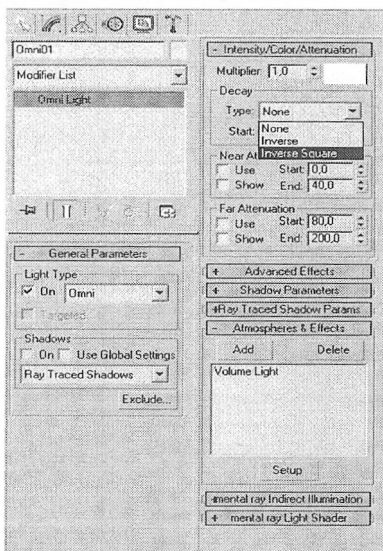 Omni01
Modifier List
Omni Light
- General Parameters
Light Type
On Omni
Targeted
Shadows
On Use Global Settings
Ray Traced Shadows
Exclude...
- Intensity/Color/Attenuation
Multiplier: 1,0
Decay
Type: None
Start:
None
Inverse
Inverse Square
Near At
Use Start: 0,0
Show End: 40,0
Far Attenuation
Use Start: 80,0
Show End: 200,0
+ Advanced Effects
+ Shadow Parameters
+Ray Traced Shadow Params
- Atmospheres & Effects
Add Delete
Volume Light
Setup
+mental ray Indirect Illumination
+ mental ray Light Shader